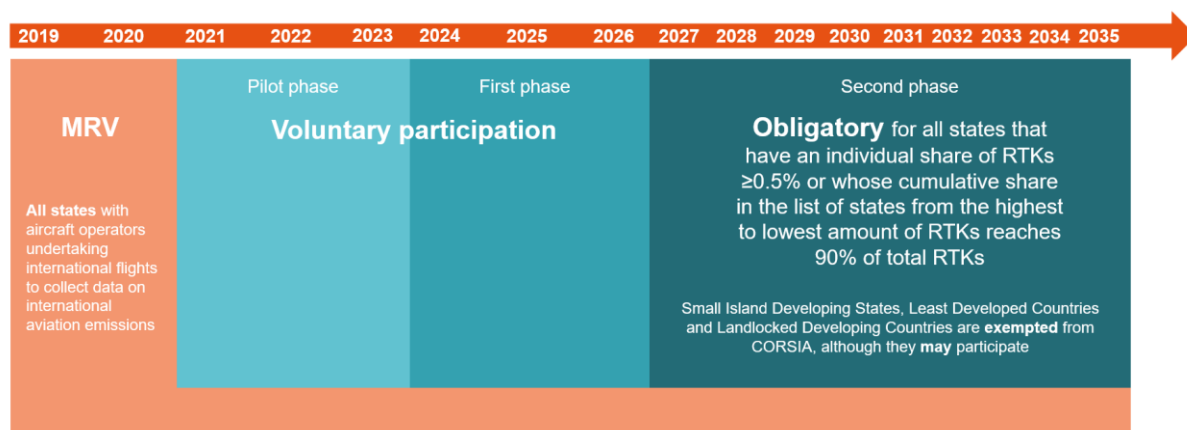 2019 2020 2021 2022 2023 2024 2025 2026 2027 2028 2029 2030 2031 2032 2033 2034 2035
MRV
All states with
aircraft operators
undertaking
international flights
to collect data on
international
aviation emissions
Pilot phase
First phase
Voluntary participation
Second phase
Obligatory for all states that
have an individual share of RTKs
≥0.5% or whose cumulative share
in the list of states from the highest
to lowest amount of RTKs reaches
90% of total RTKs
Small Island Developing States, Least Developed Countries
and Landlocked Developing Countries are exempted from
CORSIA, although they may participate